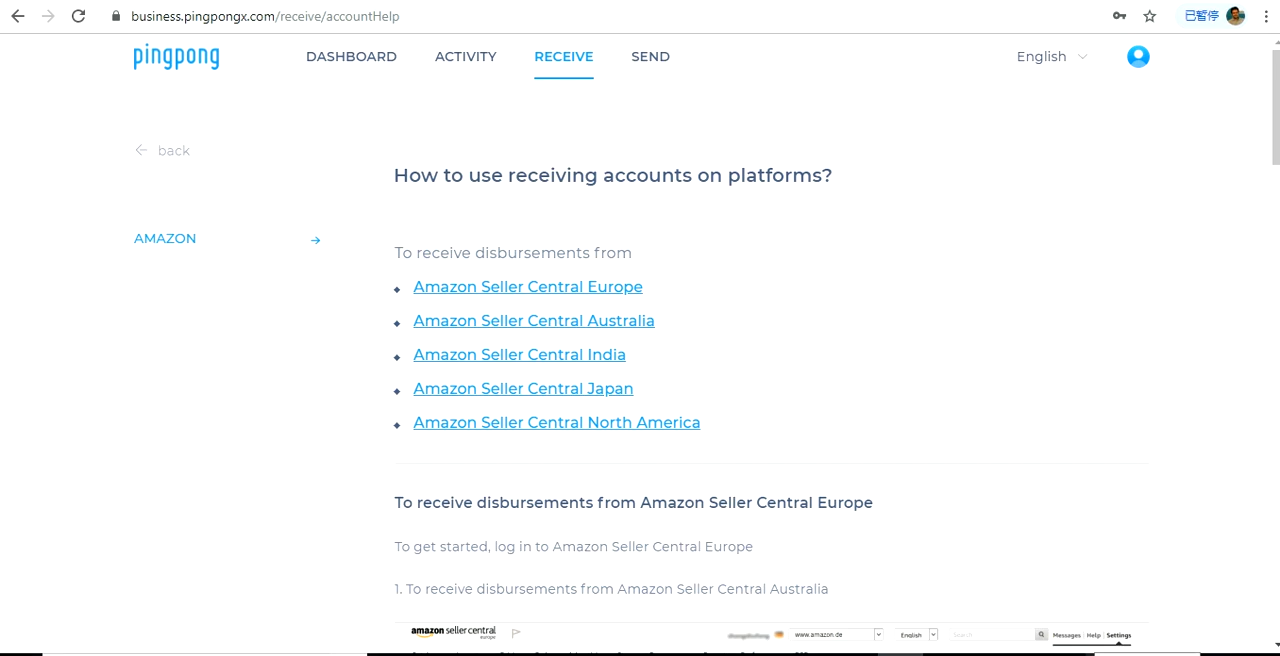 business.pingpongx.com/receive/accountHelp
已暂停
pingpong
DASHBOARD
ACTIVITY
RECEIVE
SEND
English
back
How to use receiving accounts on platforms?
AMAZON
To receive disbursements from
Amazon Seller Central Europe
Amazon Seller Central Australia
Amazon Seller Central India
Amazon Seller Central Japan
Amazon Seller Central North America
To receive disbursements from Amazon Seller Central Europe
To get started, log in to Amazon Seller Central Europe
1. To receive disbursements from Amazon Seller Central Australia
amazon seller central
europe
www.amazon.de
English
Search
Messages | Help | Settings